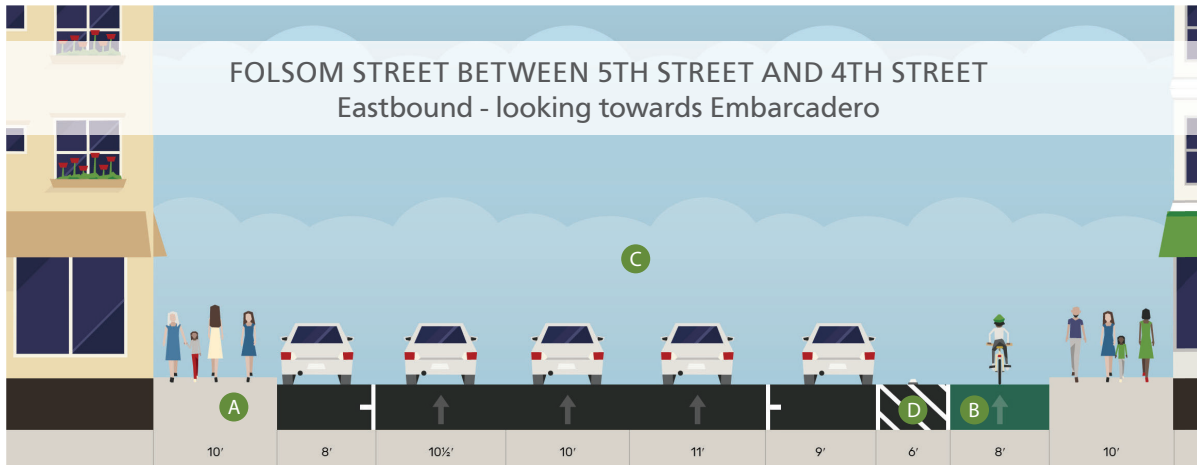 FOLSOM STREET BETWEEN 5TH STREET AND 4TH STREET
Eastbound - looking towards Embarcadero
C
A
D
B
10′ 8′ 10½′ 10′ 11′ 9′ 6′ 8′ 10′